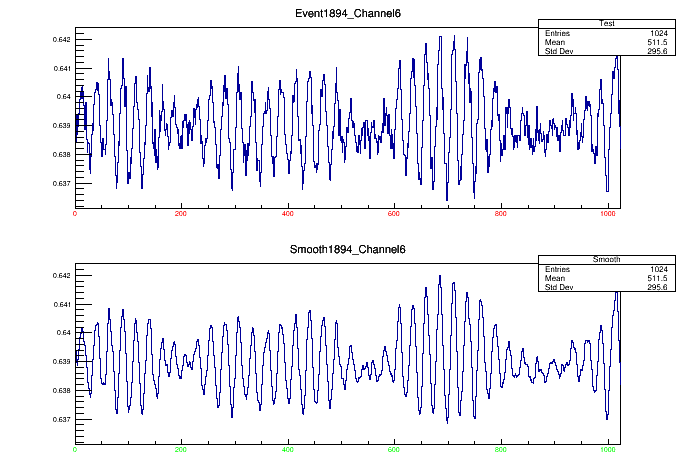 Event1894_Channel6
Test
Entries 1024
Mean 511.5
Std Dev 295.6
0.642
0.641
0.64
0.639
0.638
0.637
0 200 400 600 800 1000
Smooth1894_Channel6
Smooth
Entries 1024
Mean 511.5
Std Dev 295.6
0.642
0.641
0.64
0.639
0.638
0.637
0 200 400 600 800 1000